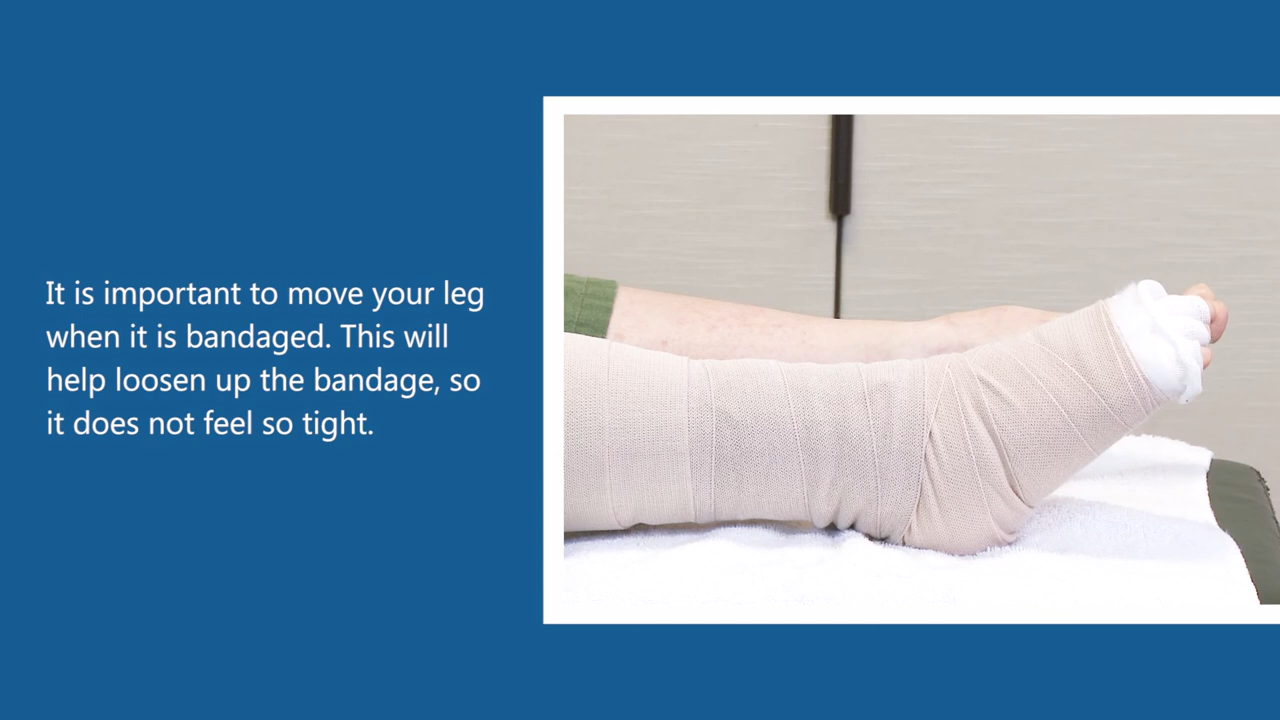 It is important to move your leg
when it is bandaged. This will
help loosen up the bandage, so
it does not feel so tight.